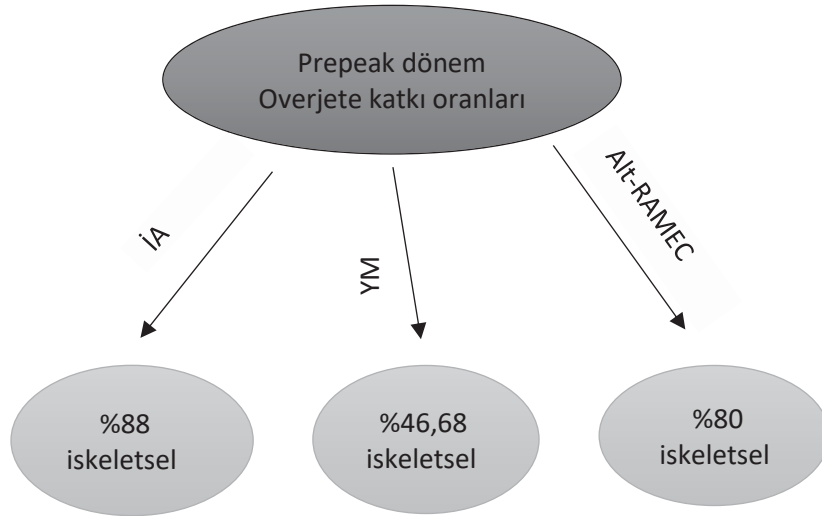 Prepeak dönem
Overjete katkı oranları
İA
YM
Alt-RAMEC
%88
iskeletsel
%46,68
iskeletsel
%80
iskeletsel